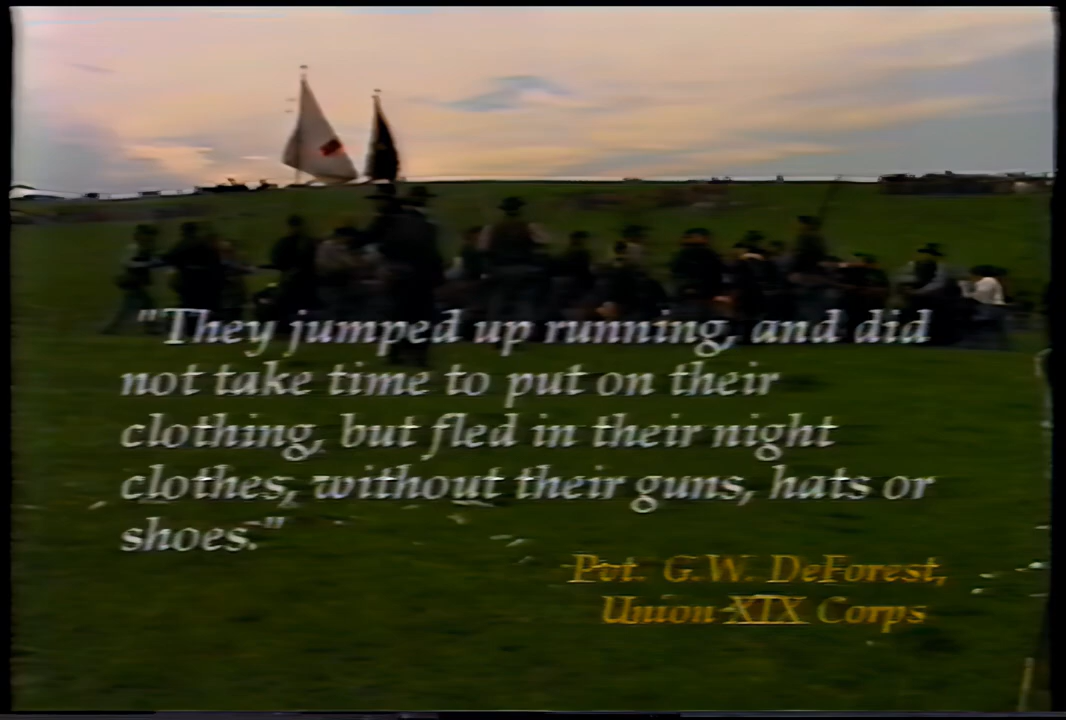 "They jumped up running, and did
not take time to put on their
clothing, but fled in their night
clothes, without their guns, hats or
shoes."
Pvt. G.W. DeForest,
Union XIX Corps